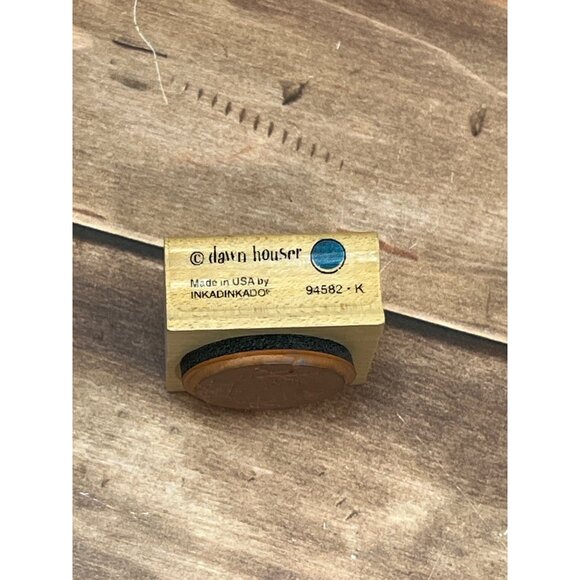 © dawn houser
Made in USA by
INKADINKADO®
94582 • K